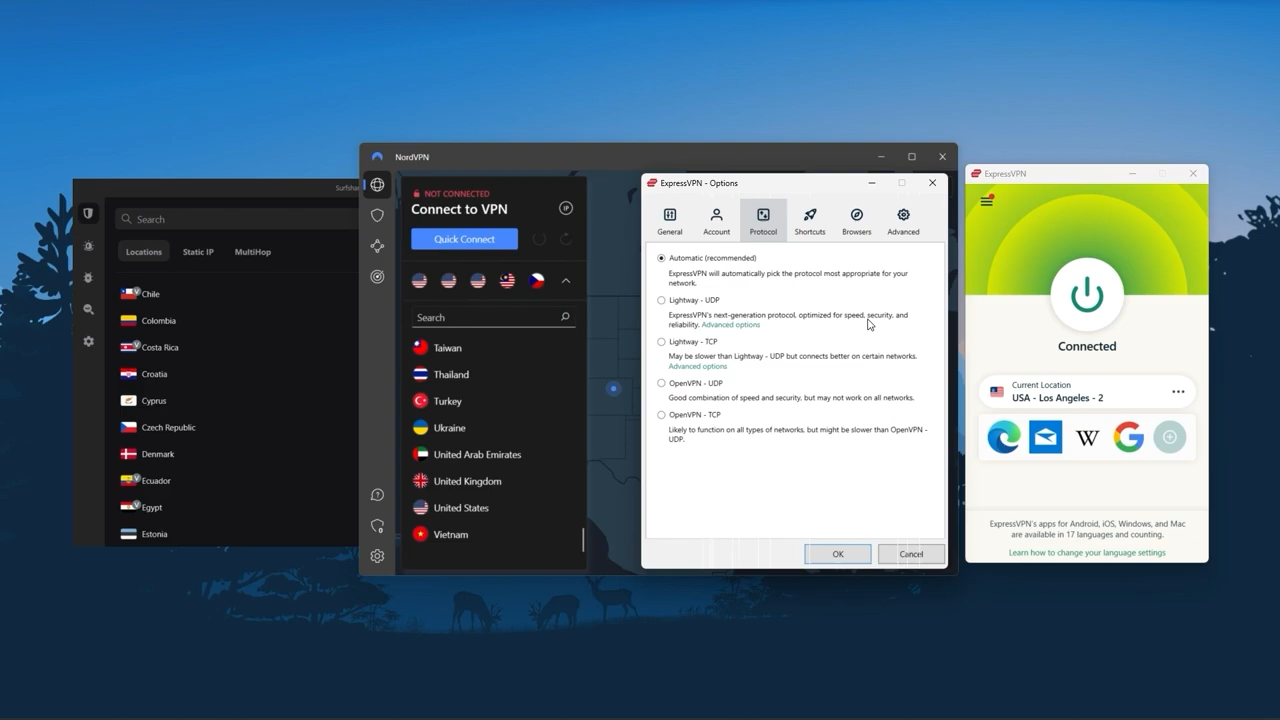 Surfshar
Search
Locations
Static IP
MultiHop
Chile
Colombia
Costa Rica
Croatia
Cyprus
Czech Republic
Denmark
Ecuador
Egypt
Estonia
NordVPN
NOT CONNECTED
Connect to VPN
IP
Quick Connect
Search
Taiwan
Thailand
Turkey
Ukraine
United Arab Emirates
United Kingdom
United States
Vietnam
ExpressVPN - Options
General
Account
Protocol
Shortcuts
Browsers
Advanced
Automatic (recommended)
ExpressVPN will automatically pick the protocol most appropriate for your
network.
Lightway - UDP
ExpressVPN's next-generation protocol, optimized for speed, security, and
reliability. Advanced options
Lightway - TCP
May be slower than Lightway - UDP but connects better on certain networks.
Advanced options
OpenVPN - UDP
Good combination of speed and security, but may not work on all networks.
OpenVPN - TCP
Likely to function on all types of networks, but might be slower than OpenVPN -
UDP.
OK
Cancel
ExpressVPN
Connected
Current Location
USA - Los Angeles - 2
W
G
ExpressVPN's apps for Android, iOS, Windows, and Mac
are available in 17 languages and counting.
Learn how to change your language settings